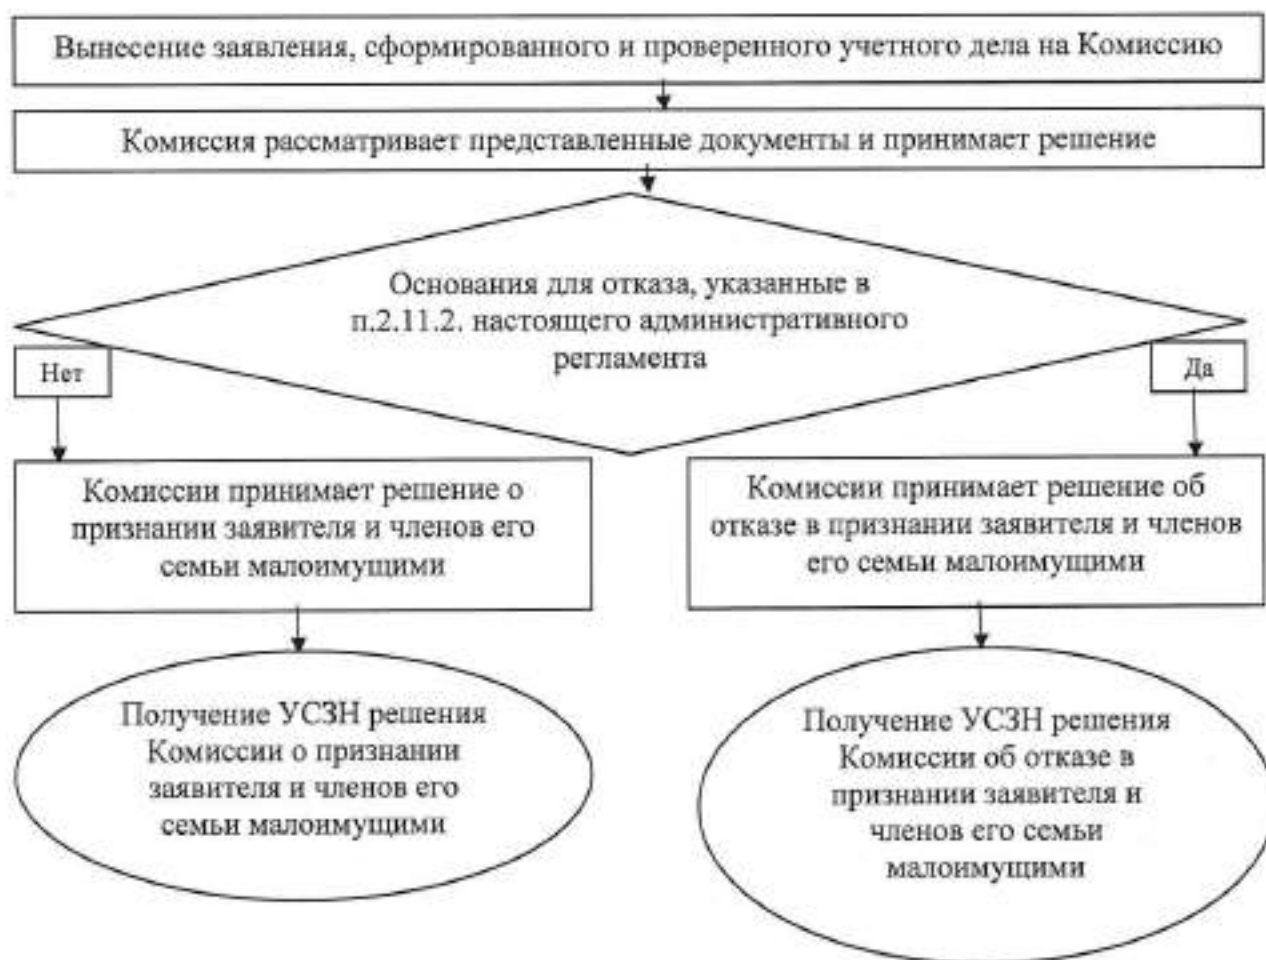 Вынесение заявления, сформированного и проверенного учетного дела на Комиссию
Комиссия рассматривает представленные документы и принимает решение
Основания для отказа, указанные в
п.2.11.2. настоящего административного
регламента
Нет
Да
Комиссии принимает решение о
признании заявителя и членов его
семьи малоимущими
Комиссии принимает решение об
отказе в признании заявителя и членов
его семьи малоимущими
Получение УСЗН решения
Комиссии о признании
заявителя и членов его
семьи малоимущими
Получение УСЗН решения
Комиссии об отказе в
признании заявителя и
членов его семьи
малоимущими